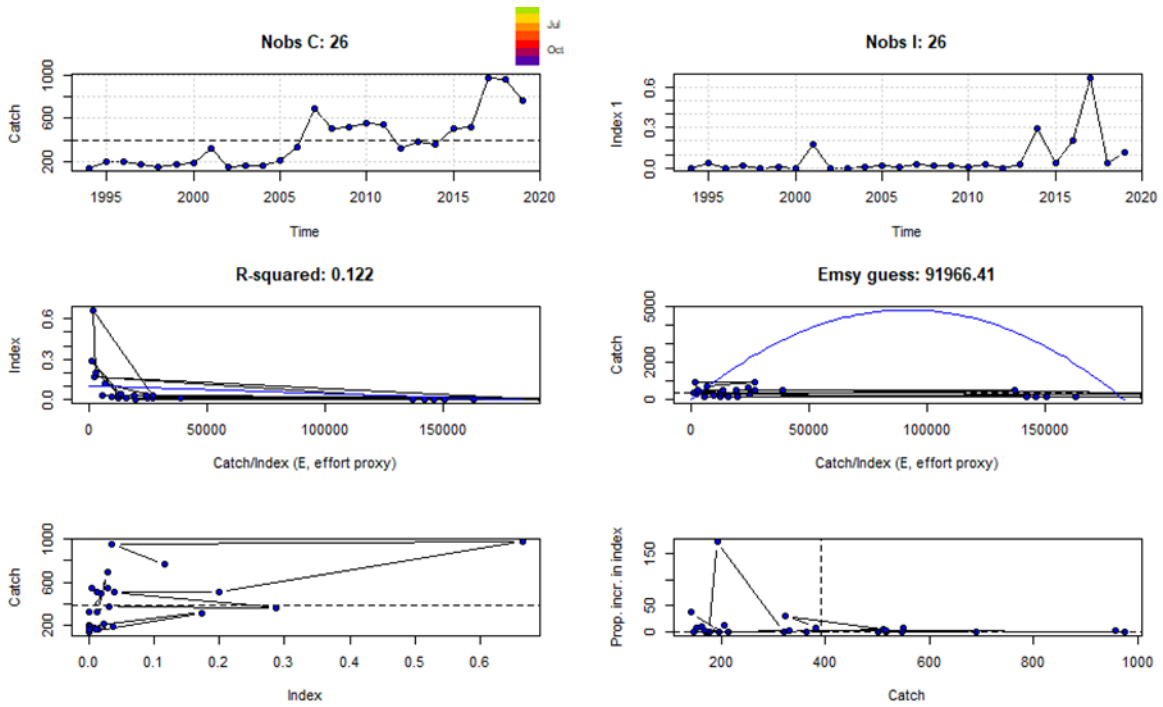 Jul
Oct
Nobs C: 26
Catch
200 600 1000
1995 2000 2005 2010 2015 2020
Time
Nobs I: 26
Index 1
0.0 0.3 0.6
1995 2000 2005 2010 2015 2020
Time
R-squared: 0.122
Index
0.0 0.3 0.6
0 50000 100000 150000
Catch/Index (E, effort proxy)
Emsy guess: 91966.41
Catch
0 2000 5000
0 50000 100000 150000
Catch/Index (E, effort proxy)
Catch
200 600 1000
0.0 0.1 0.2 0.3 0.4 0.5 0.6
Index
Prop. incr. in index
0 50 150
200 400 600 800 1000
Catch